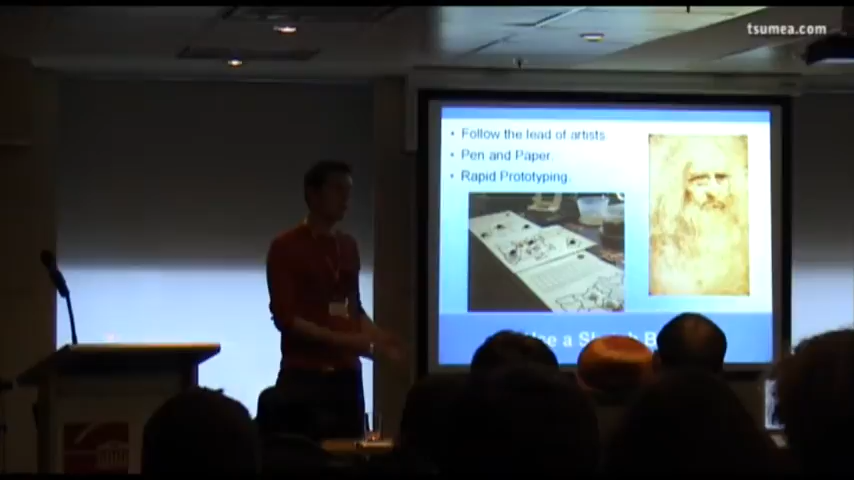 tsumea.com
• Follow the lead of artists
• Pen and Paper.
• Rapid Prototyping.
a